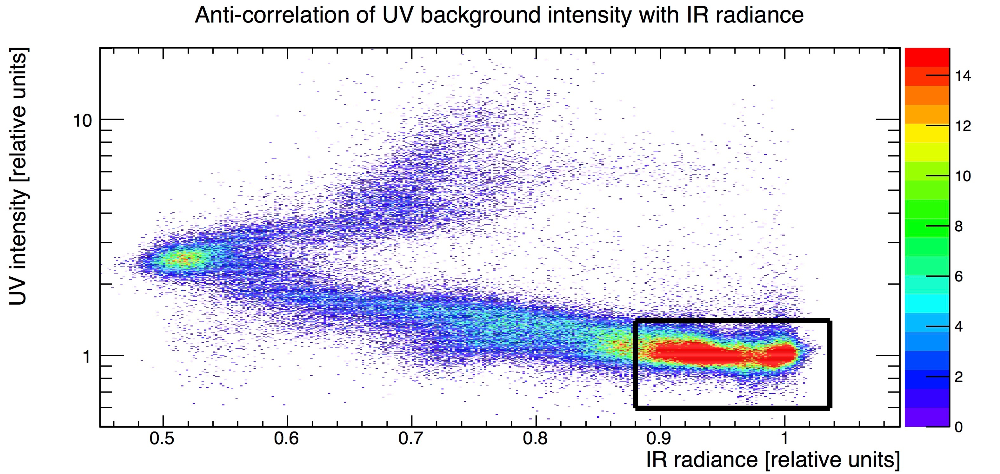 Anti-correlation of UV background intensity with IR radiance
UV intensity [relative units]
10
1
0.5 0.6 0.7 0.8 0.9 1
IR radiance [relative units]
14
12
10
8
6
4
2
0